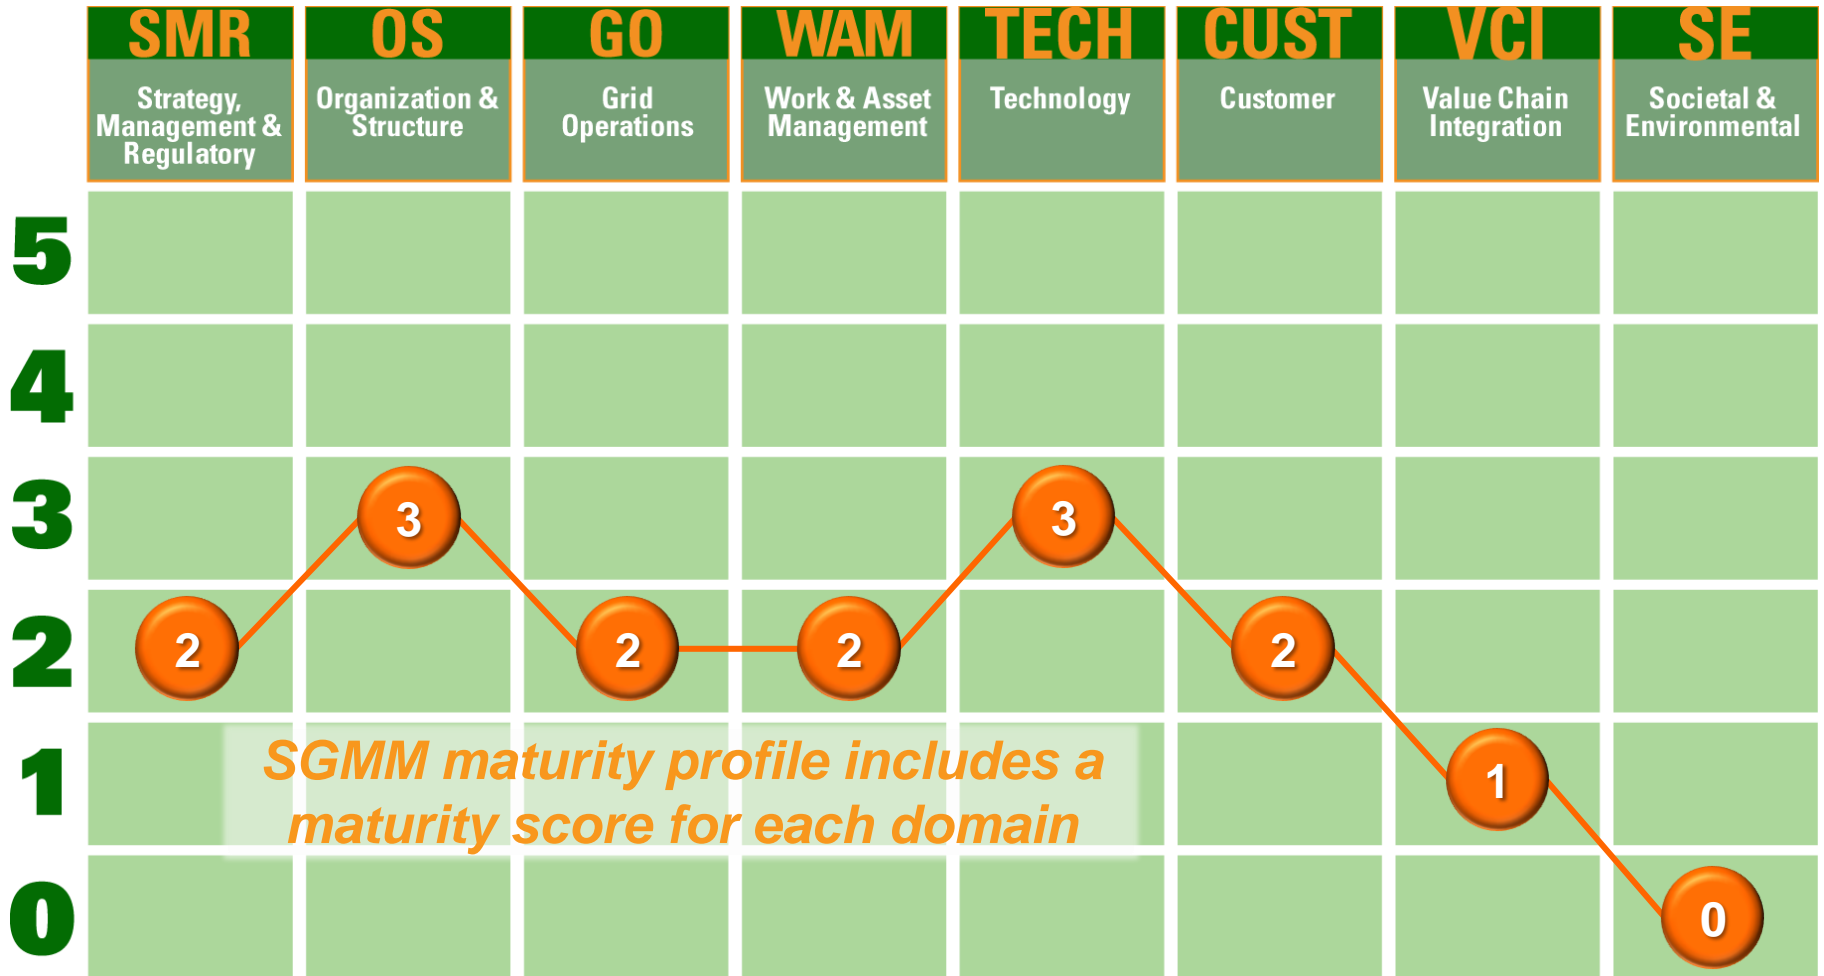 SMR OS GO WAM TECH CUST VCI SE
Strategy, Management & Regulatory
Organization & Structure
Grid Operations
Work & Asset Management
Technology
Customer
Value Chain Integration
Societal & Environmental
5
4
3
3 3
2
2 2 2 2
1
1
SGMM maturity profile includes a
maturity score for each domain
0
0